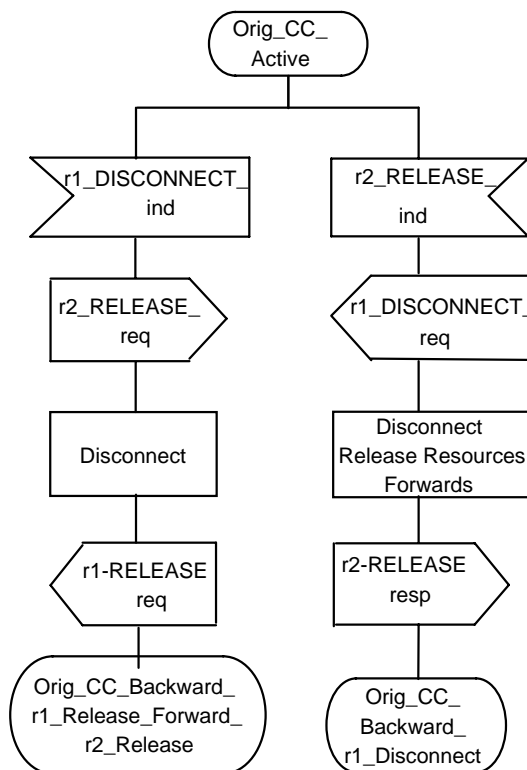 Orig_CC_
Active
r1_DISCONNECT_
ind
r2_RELEASE_
req
Disconnect
r1-RELEASE
req
Orig_CC_Backward_
r1_Release_Forward_
r2_Release
r2_RELEASE_
ind
r1_DISCONNECT_
req
Disconnect
Release Resources
Forwards
r2-RELEASE
resp
Orig_CC_
Backward_
r1_Disconnect